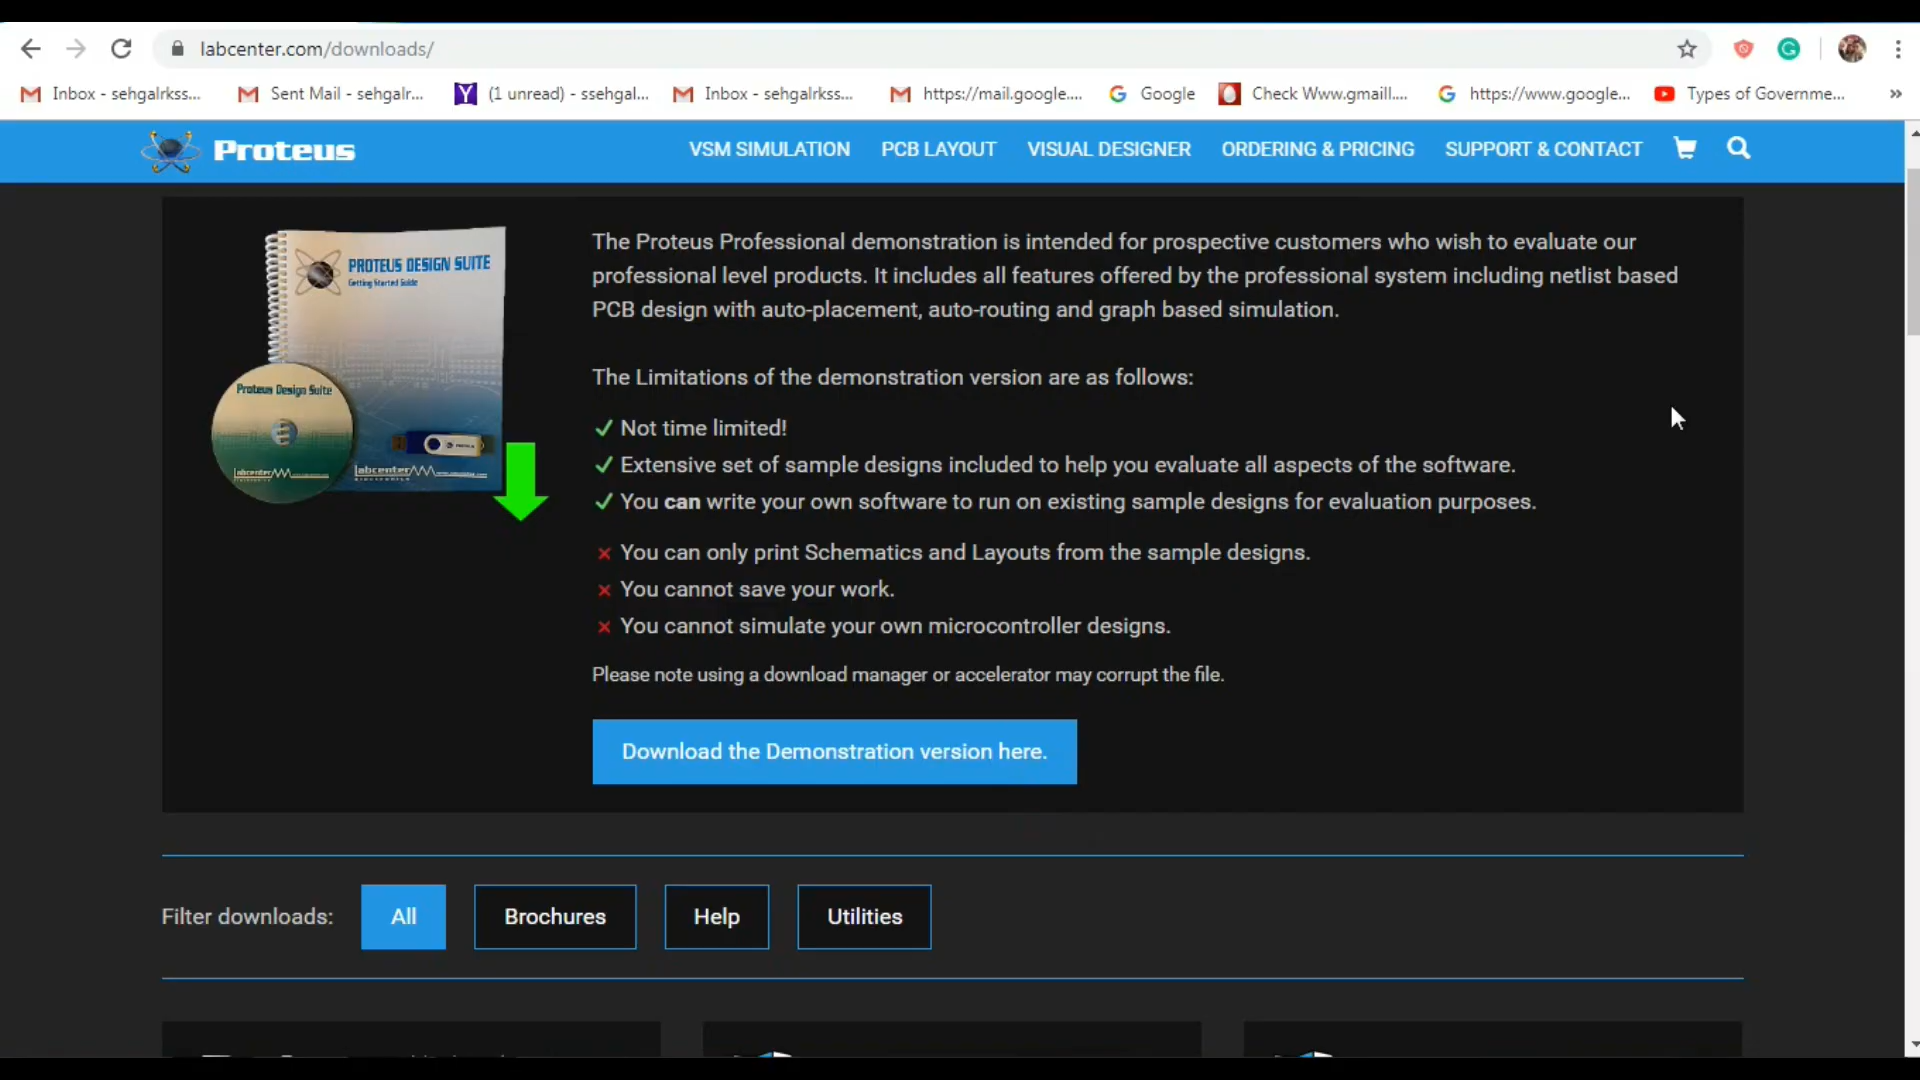 labcenter.com/downloads/
Inbox - sehgalrkss...
Sent Mail - sehgalr...
(1 unread) - ssehgal...
Inbox - sehgalrkss...
https://mail.google....
Google
Check Www.gmaill....
https://www.google...
Types of Governme...
»
Proteus
VSM SIMULATION
PCB LAYOUT
VISUAL DESIGNER
ORDERING & PRICING
SUPPORT & CONTACT
PROTEUS DESIGN SUITE
Getting Started Guide
Proteus Design Suite
labcenter
labcenter
The Proteus Professional demonstration is intended for prospective customers who wish to evaluate our
professional level products. It includes all features offered by the professional system including netlist based
PCB design with auto-placement, auto-routing and graph based simulation.
The Limitations of the demonstration version are as follows:
Not time limited!
Extensive set of sample designs included to help you evaluate all aspects of the software.
You can write your own software to run on existing sample designs for evaluation purposes.
You can only print Schematics and Layouts from the sample designs.
You cannot save your work.
You cannot simulate your own microcontroller designs.
Please note using a download manager or accelerator may corrupt the file.
Download the Demonstration version here.
Filter downloads:
All
Brochures
Help
Utilities